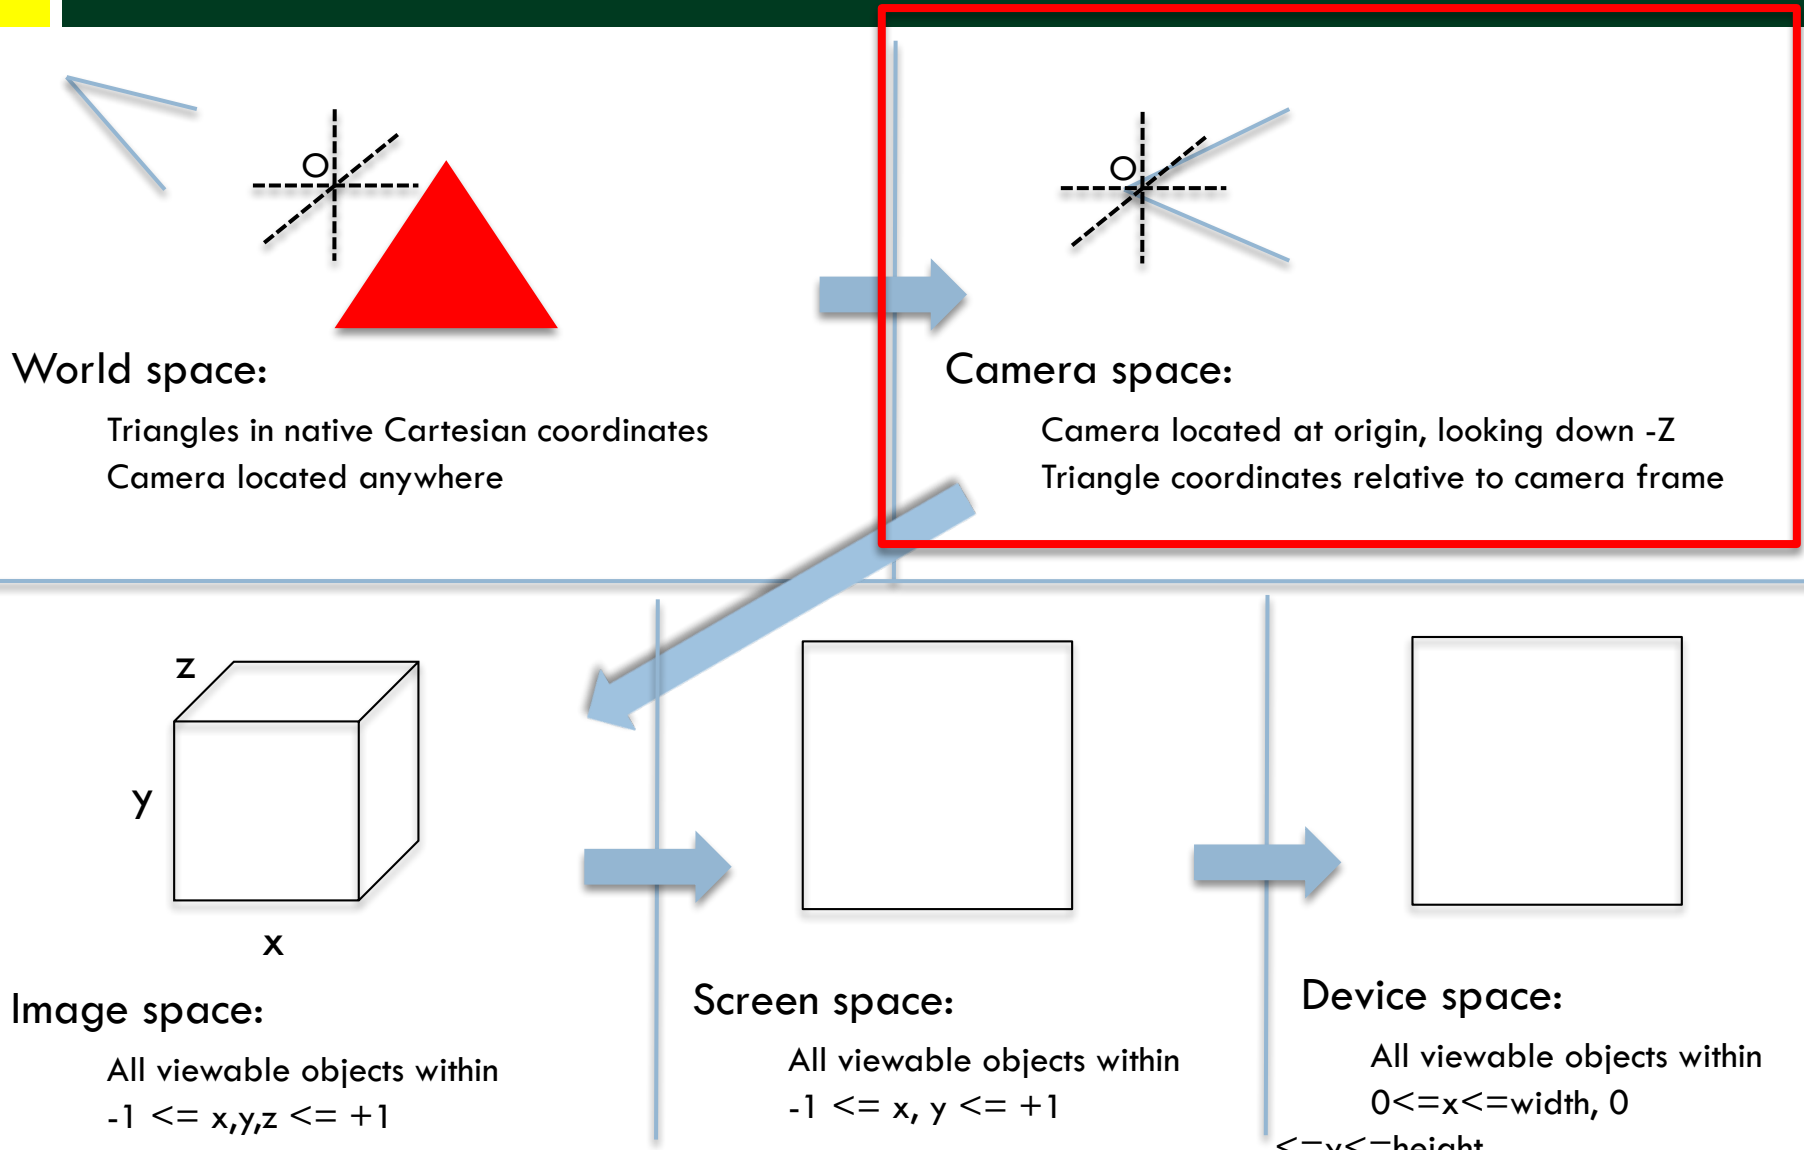 O
World space:
Triangles in native Cartesian coordinates
Camera located anywhere
O
Camera space:
Camera located at origin, looking down -Z
Triangle coordinates relative to camera frame
z
y
x
Image space:
All viewable objects within
-1 <= x,y,z <= +1
Screen space:
All viewable objects within
-1 <= x, y <= +1
Device space:
All viewable objects within
0<=x<=width, 0
<=y<=height